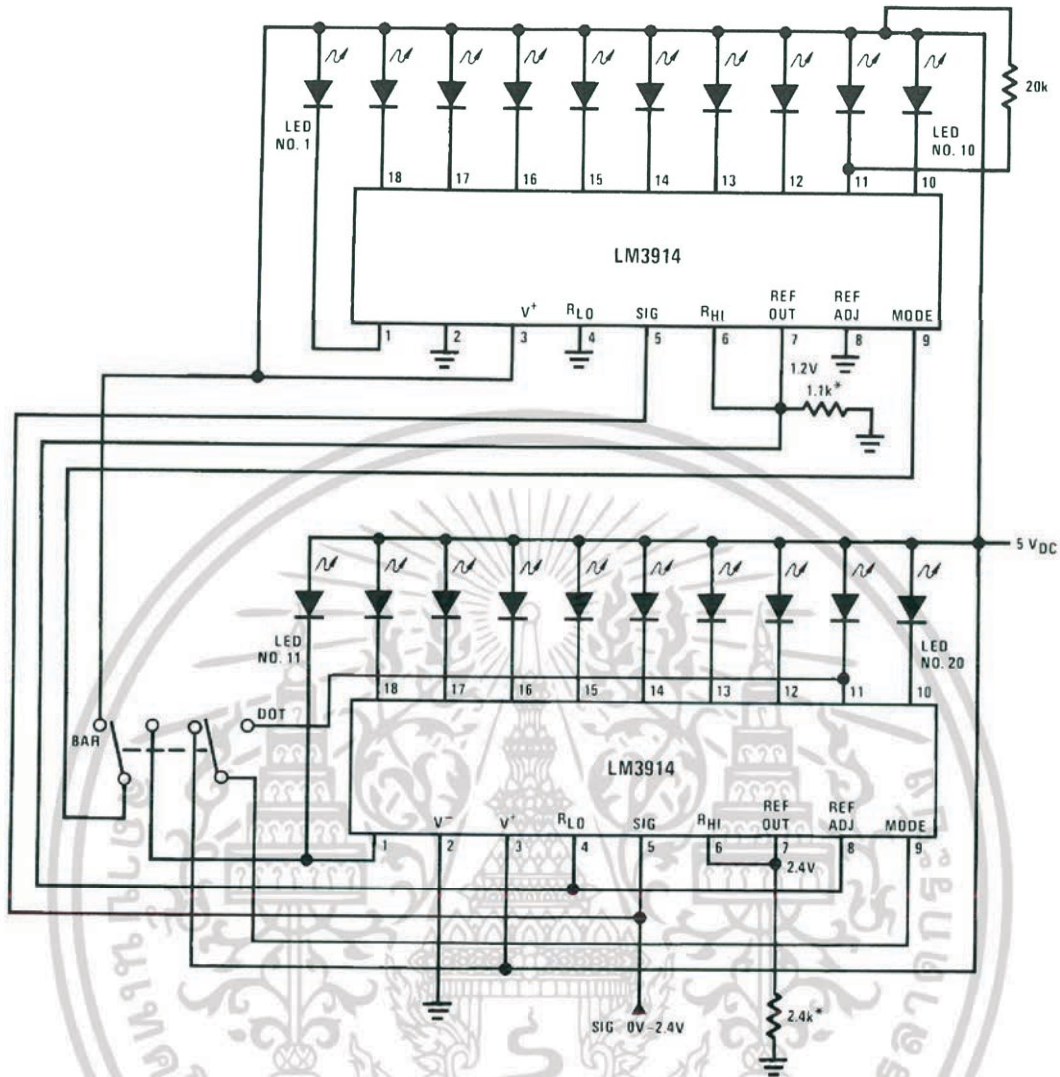 20k
LED NO. 1
LED NO. 10
18 17 16 15 14 13 12 11 10
LM3914
V+ RLO SIG RHI REF OUT REF ADJ MODE
1 2 3 4 5 6 7 8 9
1.2V
1.1k*
5 VDC
LED NO. 11
LED NO. 20
18 17 16 15 14 13 12 11 10
BAR
DOT
LM3914
V− V+ RLO SIG RHI REF OUT REF ADJ MODE
1 2 3 4 5 6 7 8 9
2.4V
SIG 0V–2.4V
2.4k*